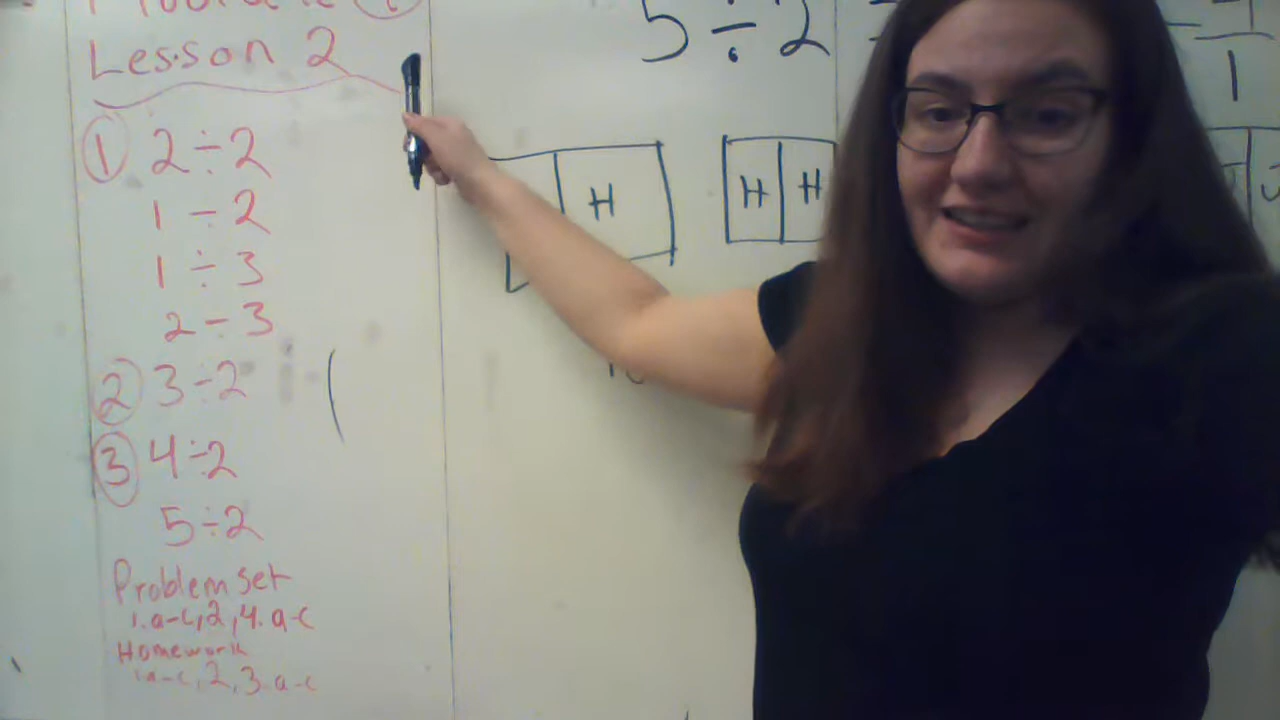 Lesson 2
① 2÷2
1÷2
1÷3
2÷3
② 3÷2
③ 4÷2
5÷2
Problem set
1.a-c,2,4.a-c
Homework
1a-c,2,3.a-c
5÷2
H
H H
1